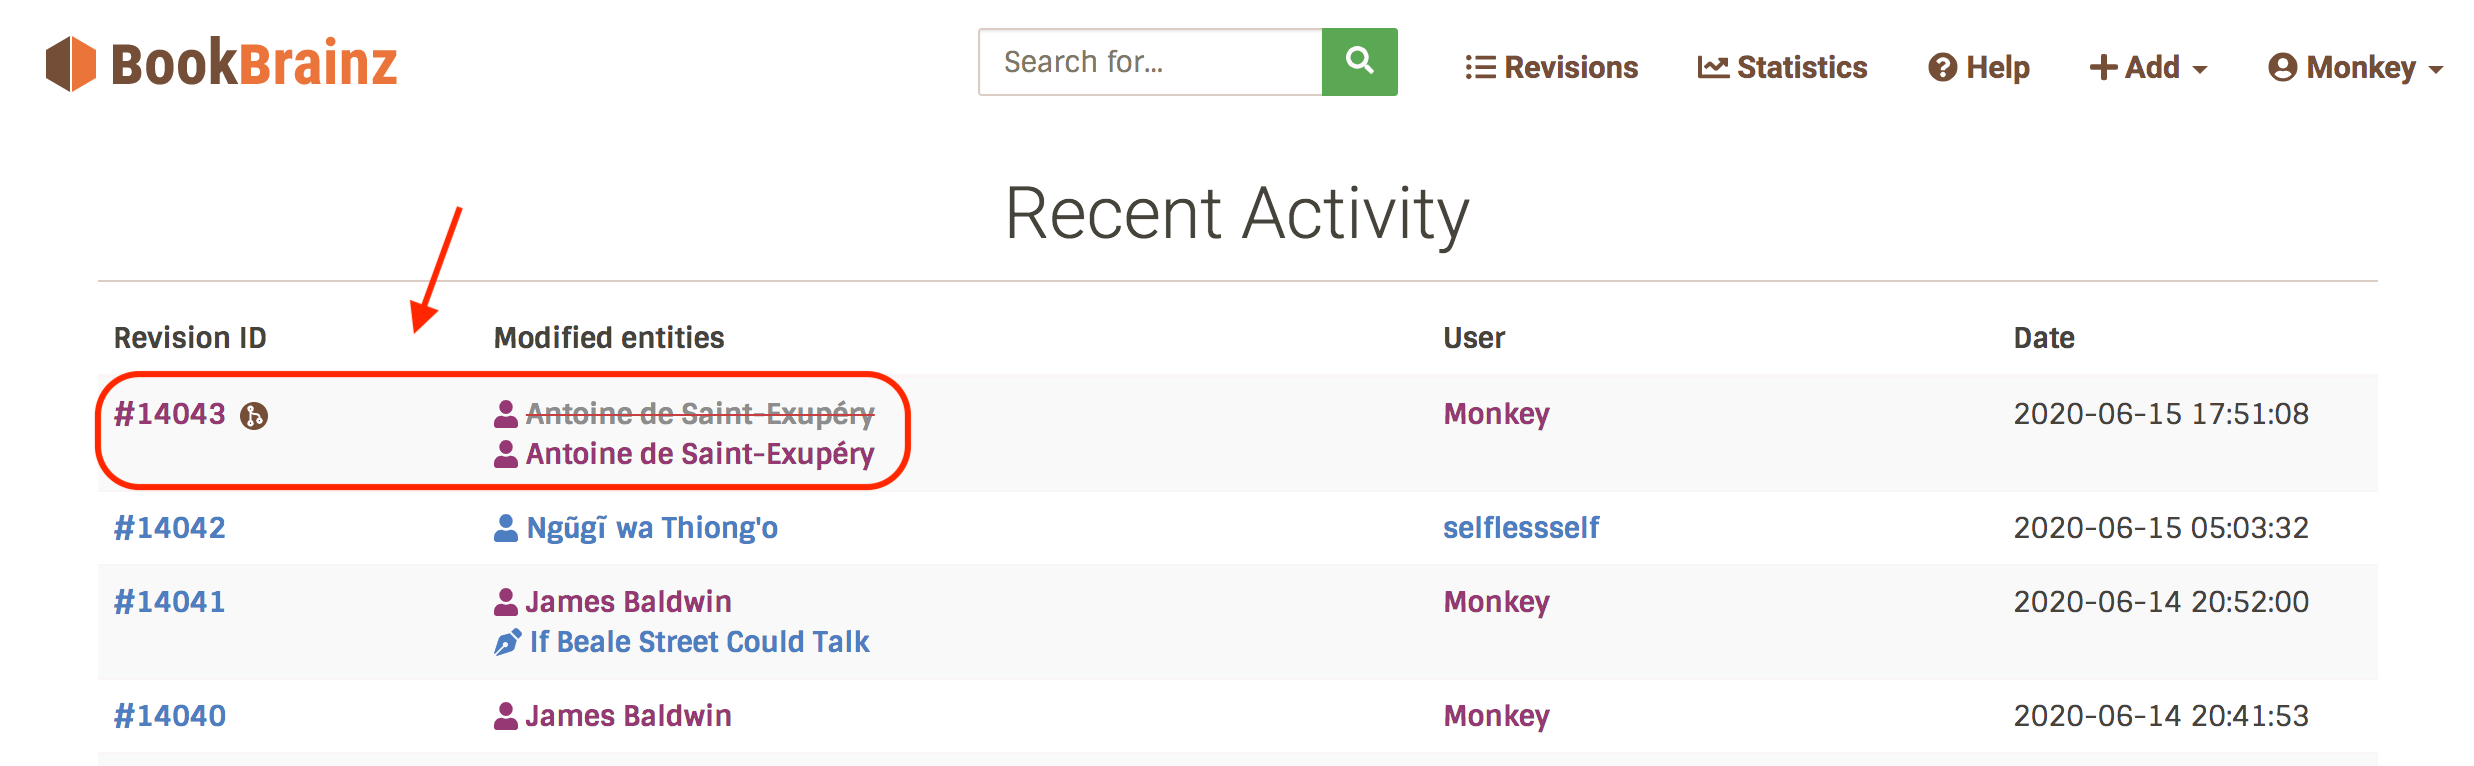 BookBrainz
Search for...
Revisions
Statistics
Help
Add
Monkey
Recent Activity
Revision ID Modified entities User Date
#14043 Antoine de Saint-Exupéry Monkey 2020-06-15 17:51:08
Antoine de Saint-Exupéry
#14042 Ngũgĩ wa Thiong'o selflessself 2020-06-15 05:03:32
#14041 James Baldwin Monkey 2020-06-14 20:52:00
If Beale Street Could Talk
#14040 James Baldwin Monkey 2020-06-14 20:41:53